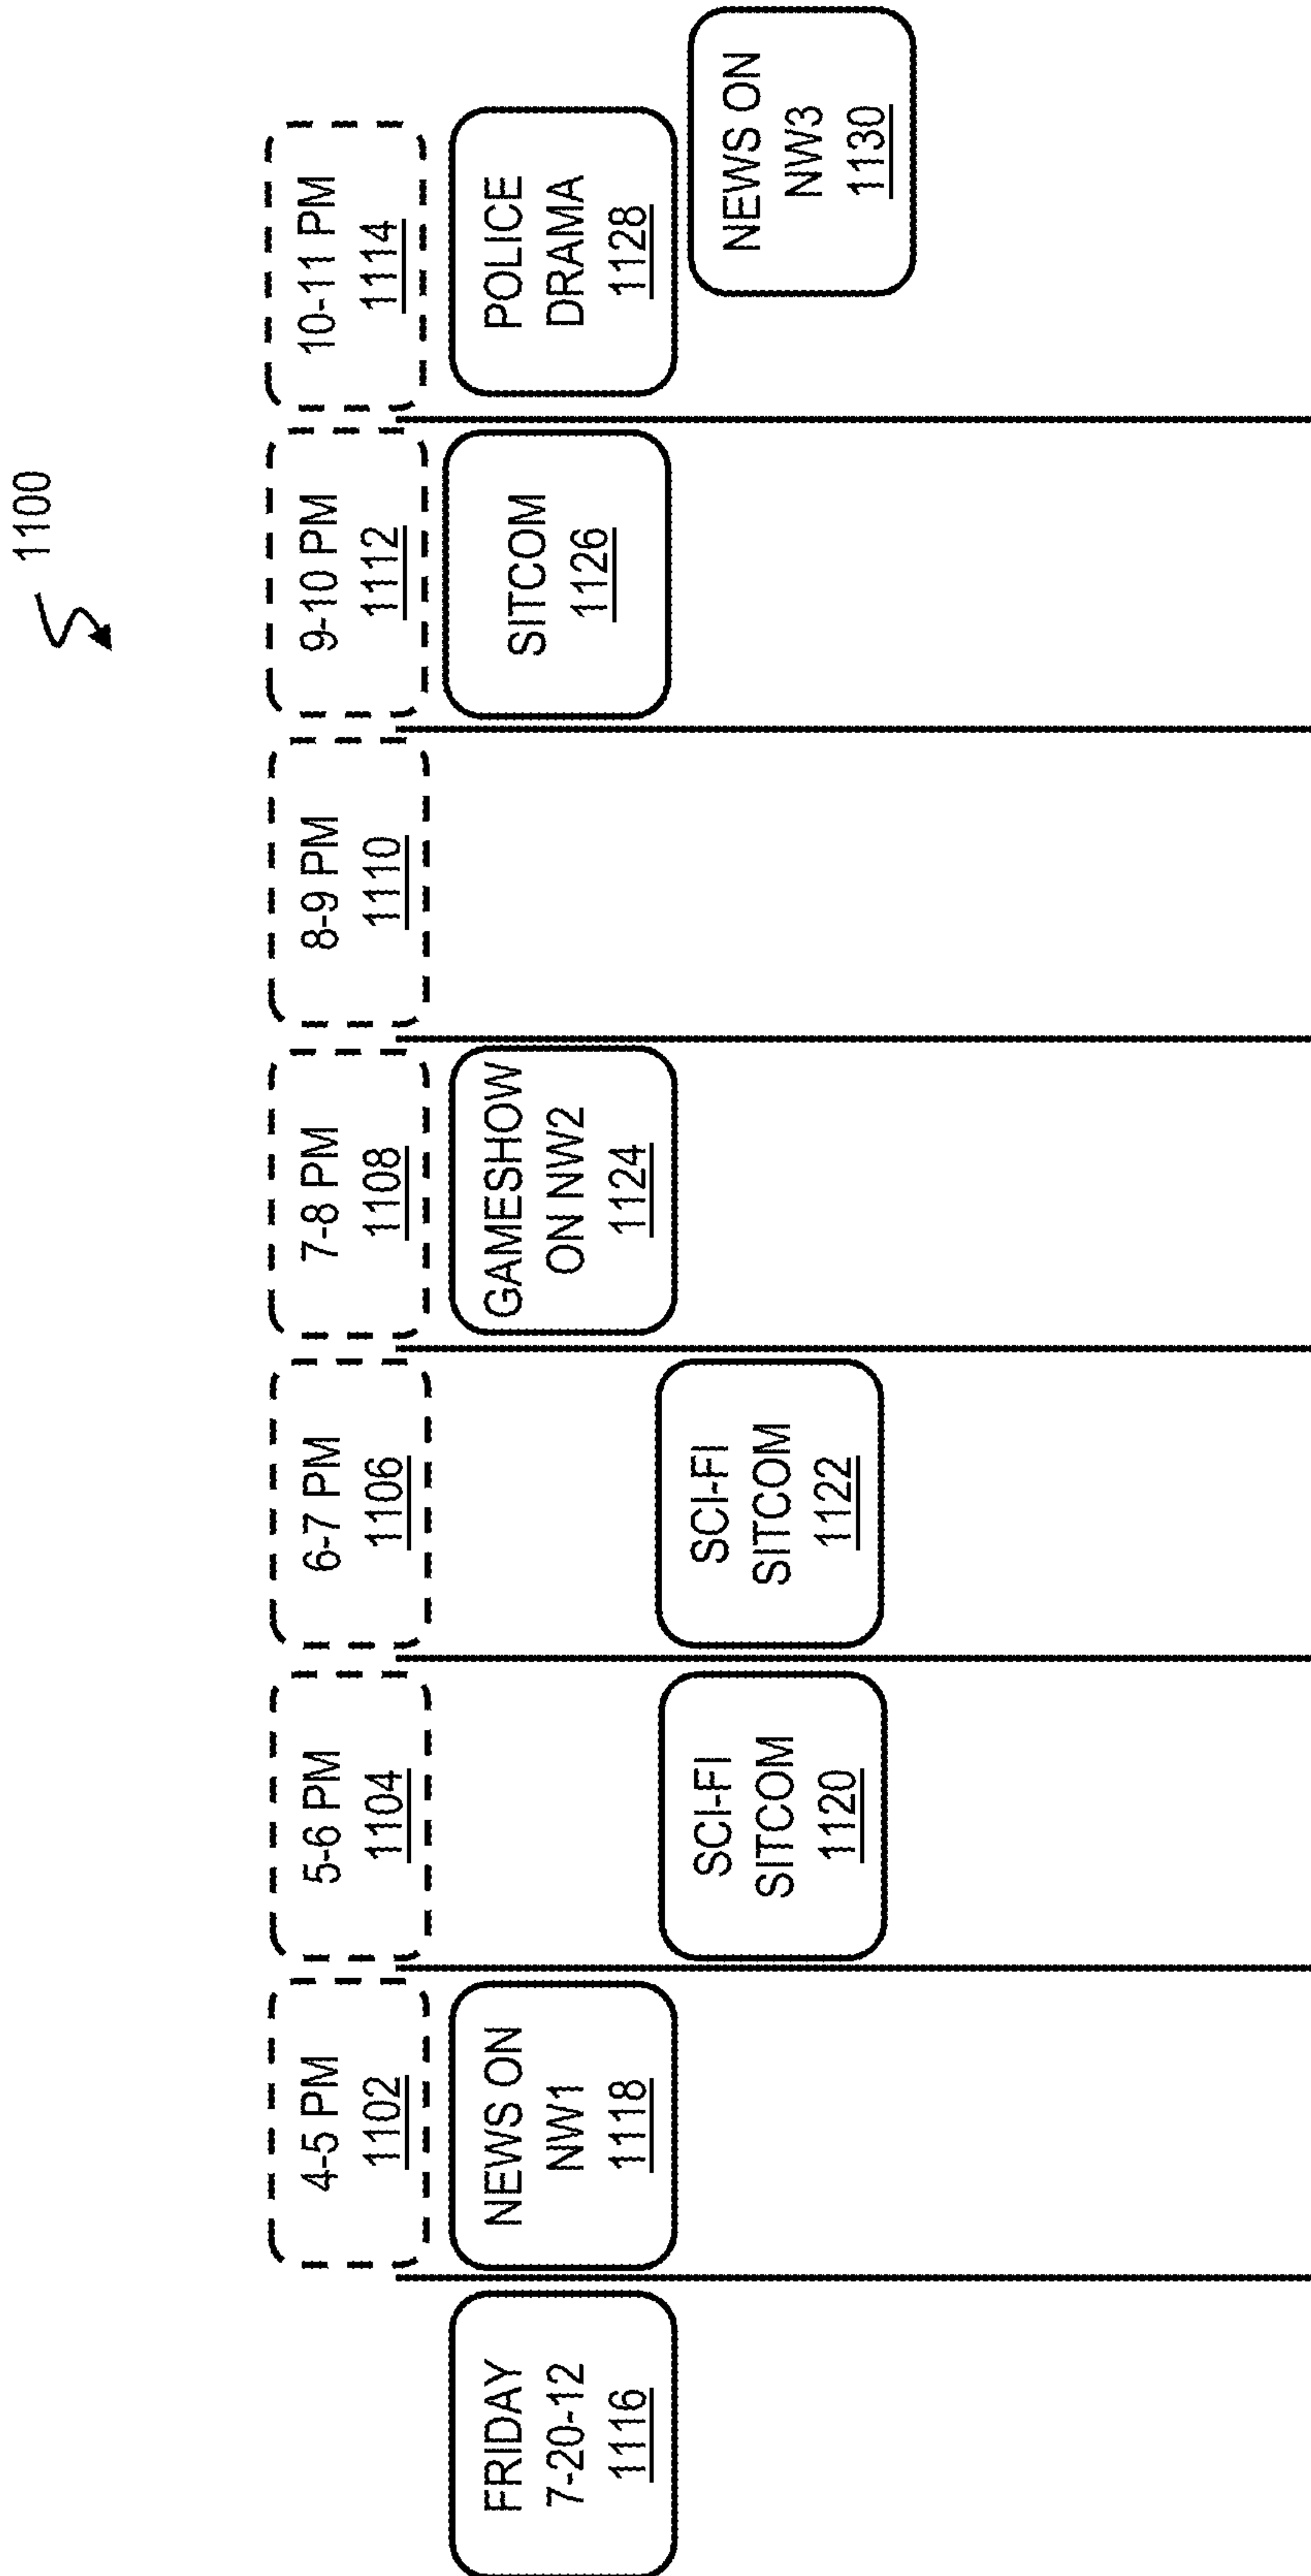 1100
4-5 PM
1102
5-6 PM
1104
6-7 PM
1106
7-8 PM
1108
8-9 PM
1110
9-10 PM
1112
10-11 PM
1114
FRIDAY
7-20-12
1116
NEWS ON
NW1
1118
SCI-FI
SITCOM
1120
SCI-FI
SITCOM
1122
GAMESHOW
ON NW2
1124
SITCOM
1126
POLICE
DRAMA
1128
NEWS ON
NW3
1130